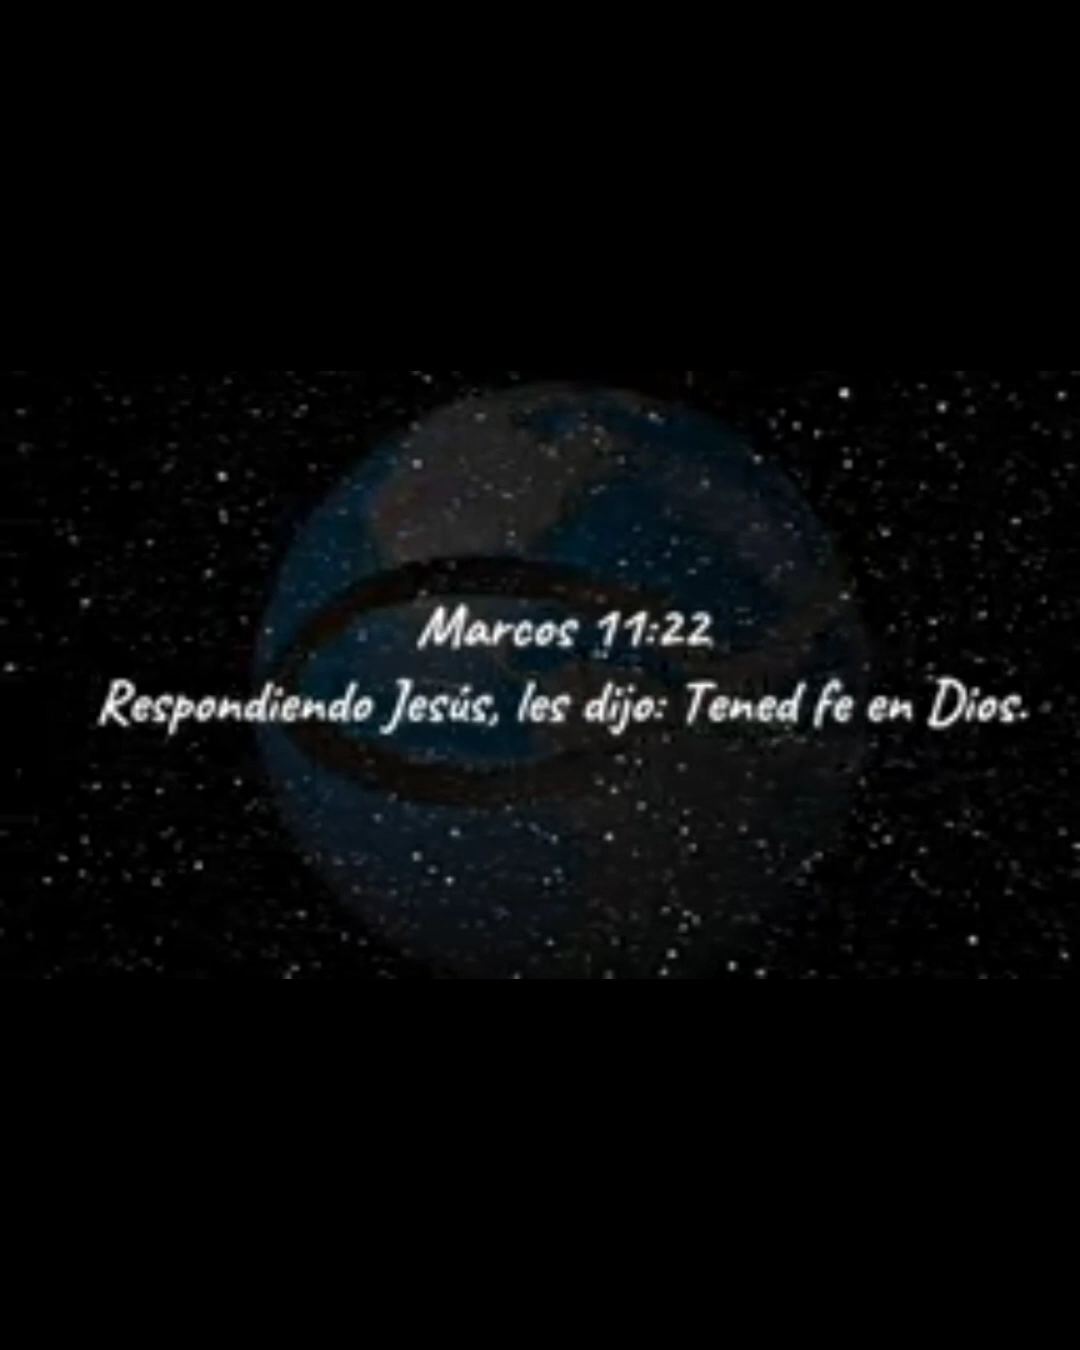 Marcos 11:22
Respondiendo Jesús, les dijo: Tened fe en Dios.